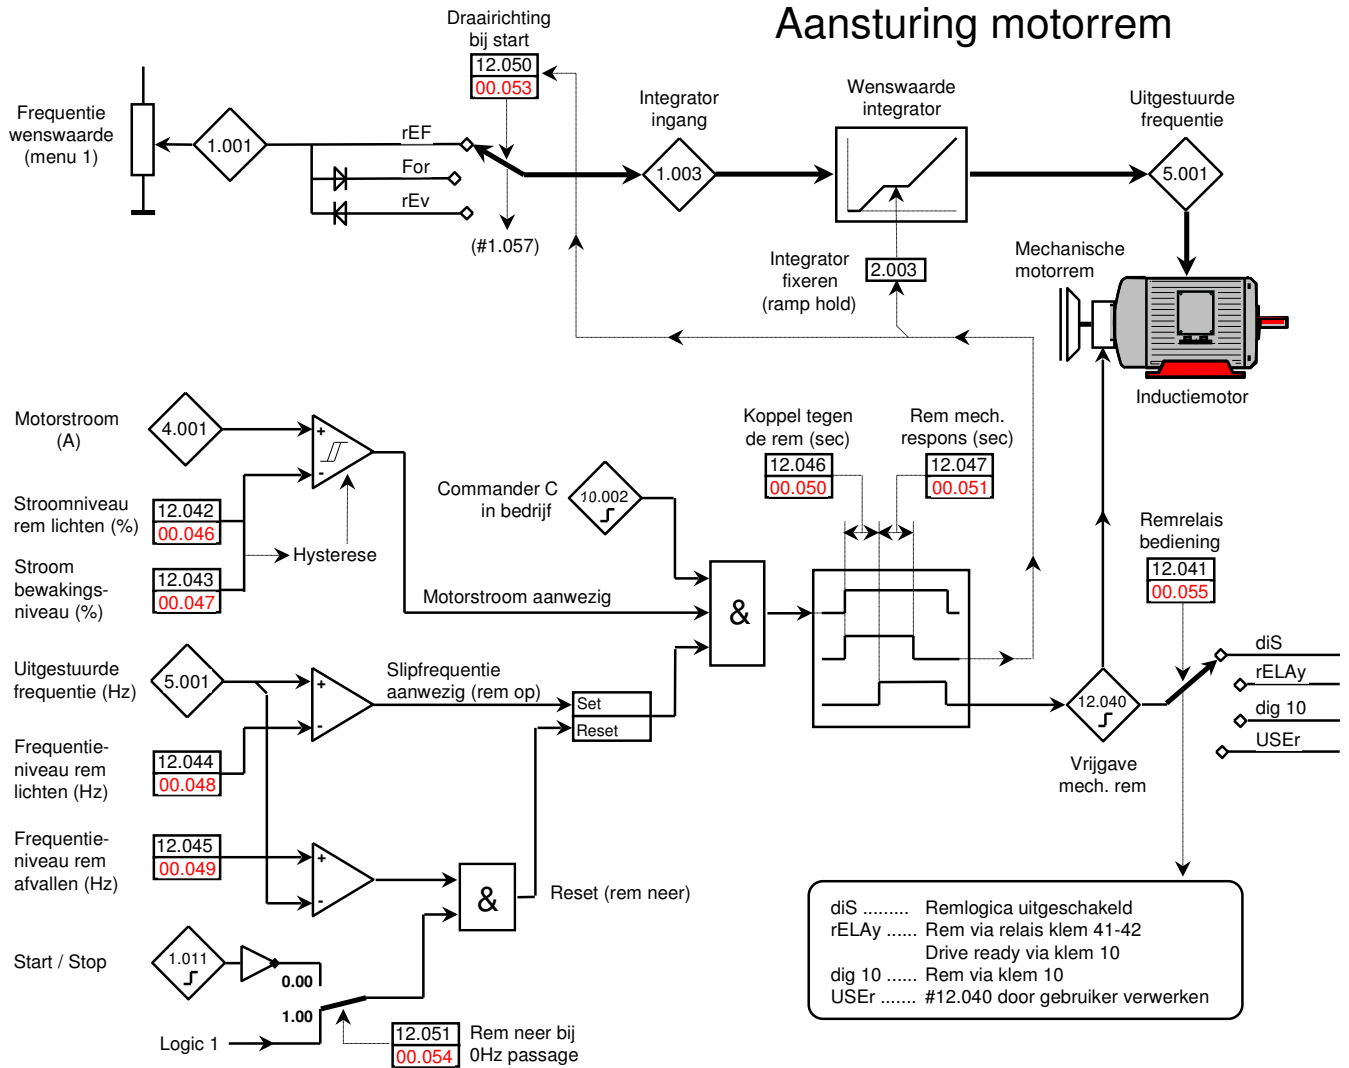 Aansturing motorrem
Draairichting
bij start
12.050
00.053
Frequentie
wenswaarde
(menu 1)
1.001
rEF
For
rEv
(#1.057)
Integrator
ingang
1.003
Wenswaarde
integrator
Uitgestuurde
frequentie
5.001
Integrator
fixeren
(ramp hold)
2.003
Mechanische
motorrem
Inductiemotor
Motorstroom
(A)
4.001
+
-
Stroomniveau
rem lichten (%)
12.042
00.046
Hysterese
Stroom
bewakings-
niveau (%)
12.043
00.047
Commander C
in bedrijf
10.002
Motorstroom aanwezig
&
Koppel tegen
de rem (sec)
12.046
00.050
Rem mech.
respons (sec)
12.047
00.051
Remrelais
bediening
12.041
00.055
diS
rELAy
dig 10
USEr
12.040
Vrijgave
mech. rem
Uitgestuurde
frequentie (Hz)
5.001
+
-
Slipfrequentie
aanwezig (rem op)
Set
Reset
Frequentie-
niveau rem
lichten (Hz)
12.044
00.048
Frequentie-
niveau rem
afvallen (Hz)
12.045
00.049
+
-
&
Reset (rem neer)
Start / Stop
1.011
0.00
1.00
Logic 1
12.051
00.054
Rem neer bij
0Hz passage
diS ......... Remlogica uitgeschakeld
rELAy ...... Rem via relais klem 41-42
Drive ready via klem 10
dig 10 ...... Rem via klem 10
USEr ....... #12.040 door gebruiker verwerken